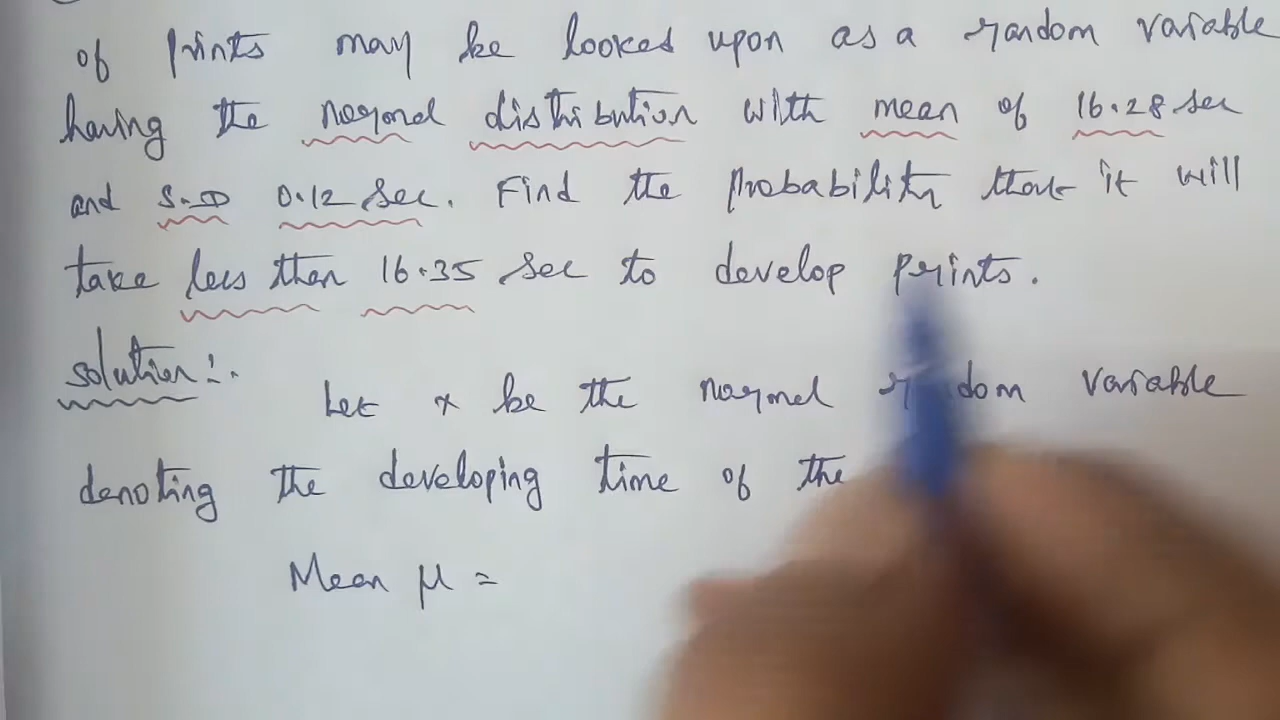 of prints may be looked upon as a random variable
having the normal distribution with mean of 16.28 sec
and S.D 0.12 sec. Find the probability that it will
take less than 16.35 sec to develop prints.
solution:.
Let x be the normal random variable
denoting the developing time of the
Mean μ =